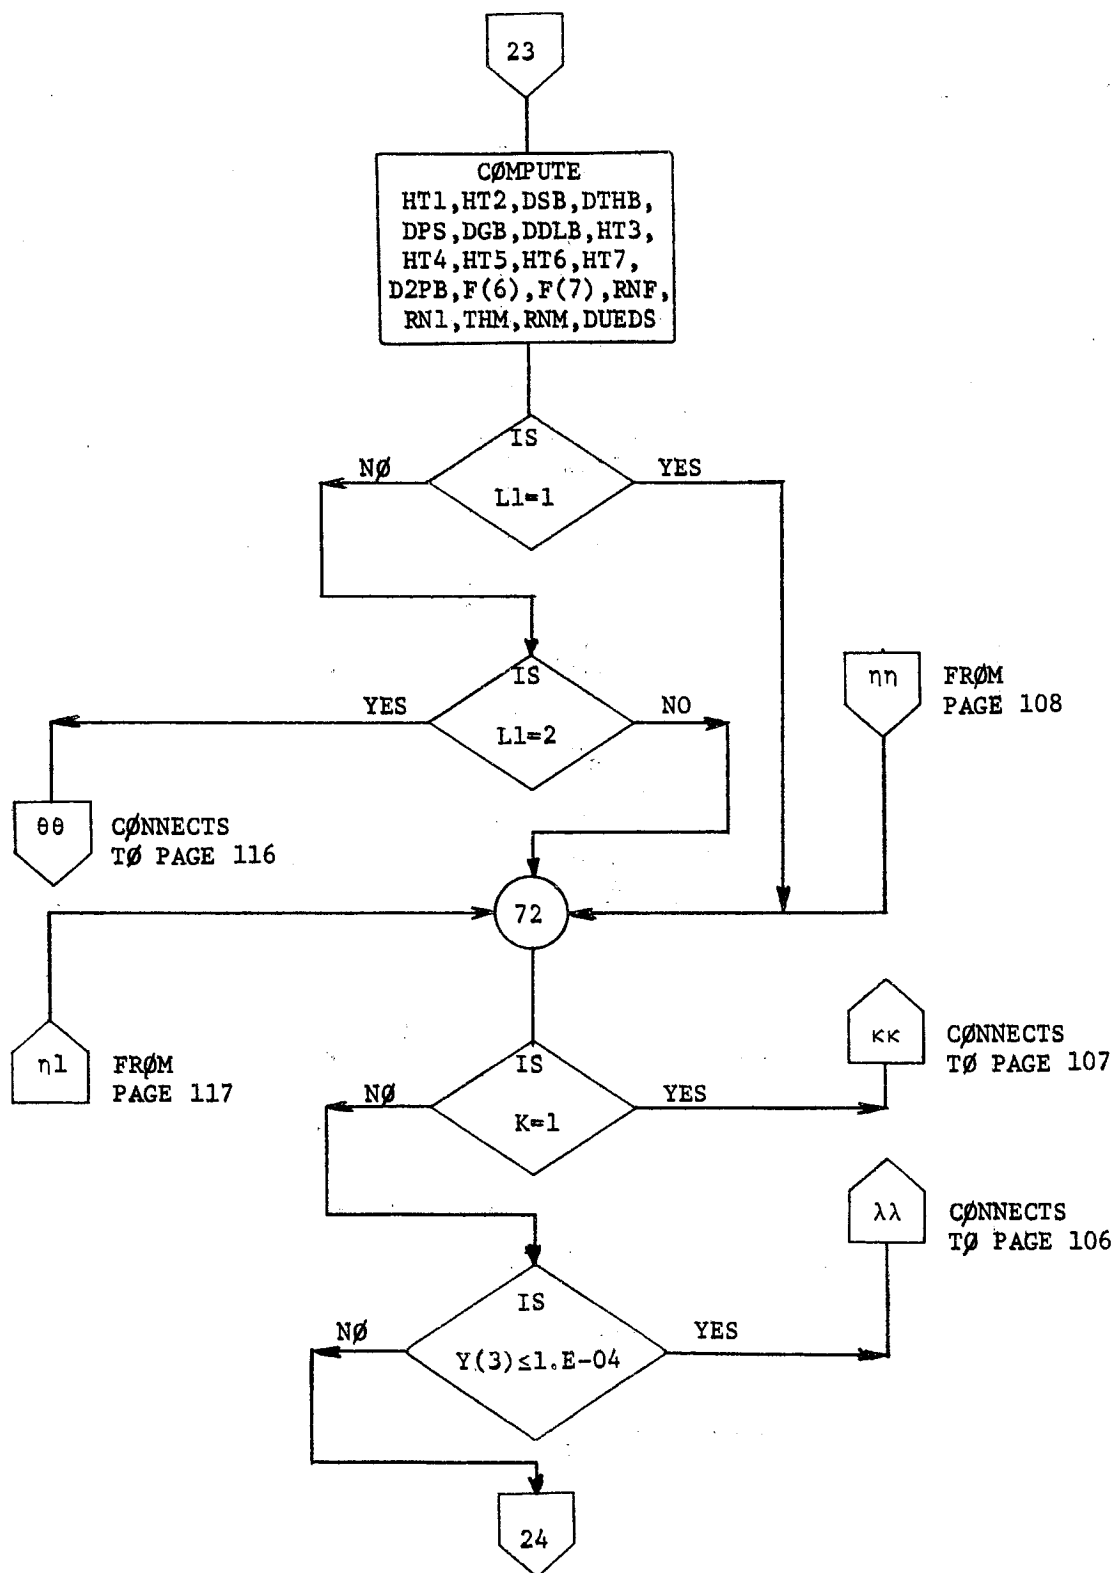 23
CØMPUTE
HT1,HT2,DSB,DTHB,
DPS,DGB,DDLB,HT3,
HT4,HT5,HT6,HT7,
D2PB,F(6),F(7),RNF,
RN1,THM,RNM,DUEDS
IS
L1=1
NØ
YES
IS
L1=2
YES
NO
ηη
FRØM
PAGE 108
θθ
CØNNECTS
TØ PAGE 116
72
η1
FRØM
PAGE 117
κκ
CØNNECTS
TØ PAGE 107
IS
K=1
NØ
YES
λλ
CØNNECTS
TØ PAGE 106
IS
Y(3)≤1.E-04
NØ
YES
24